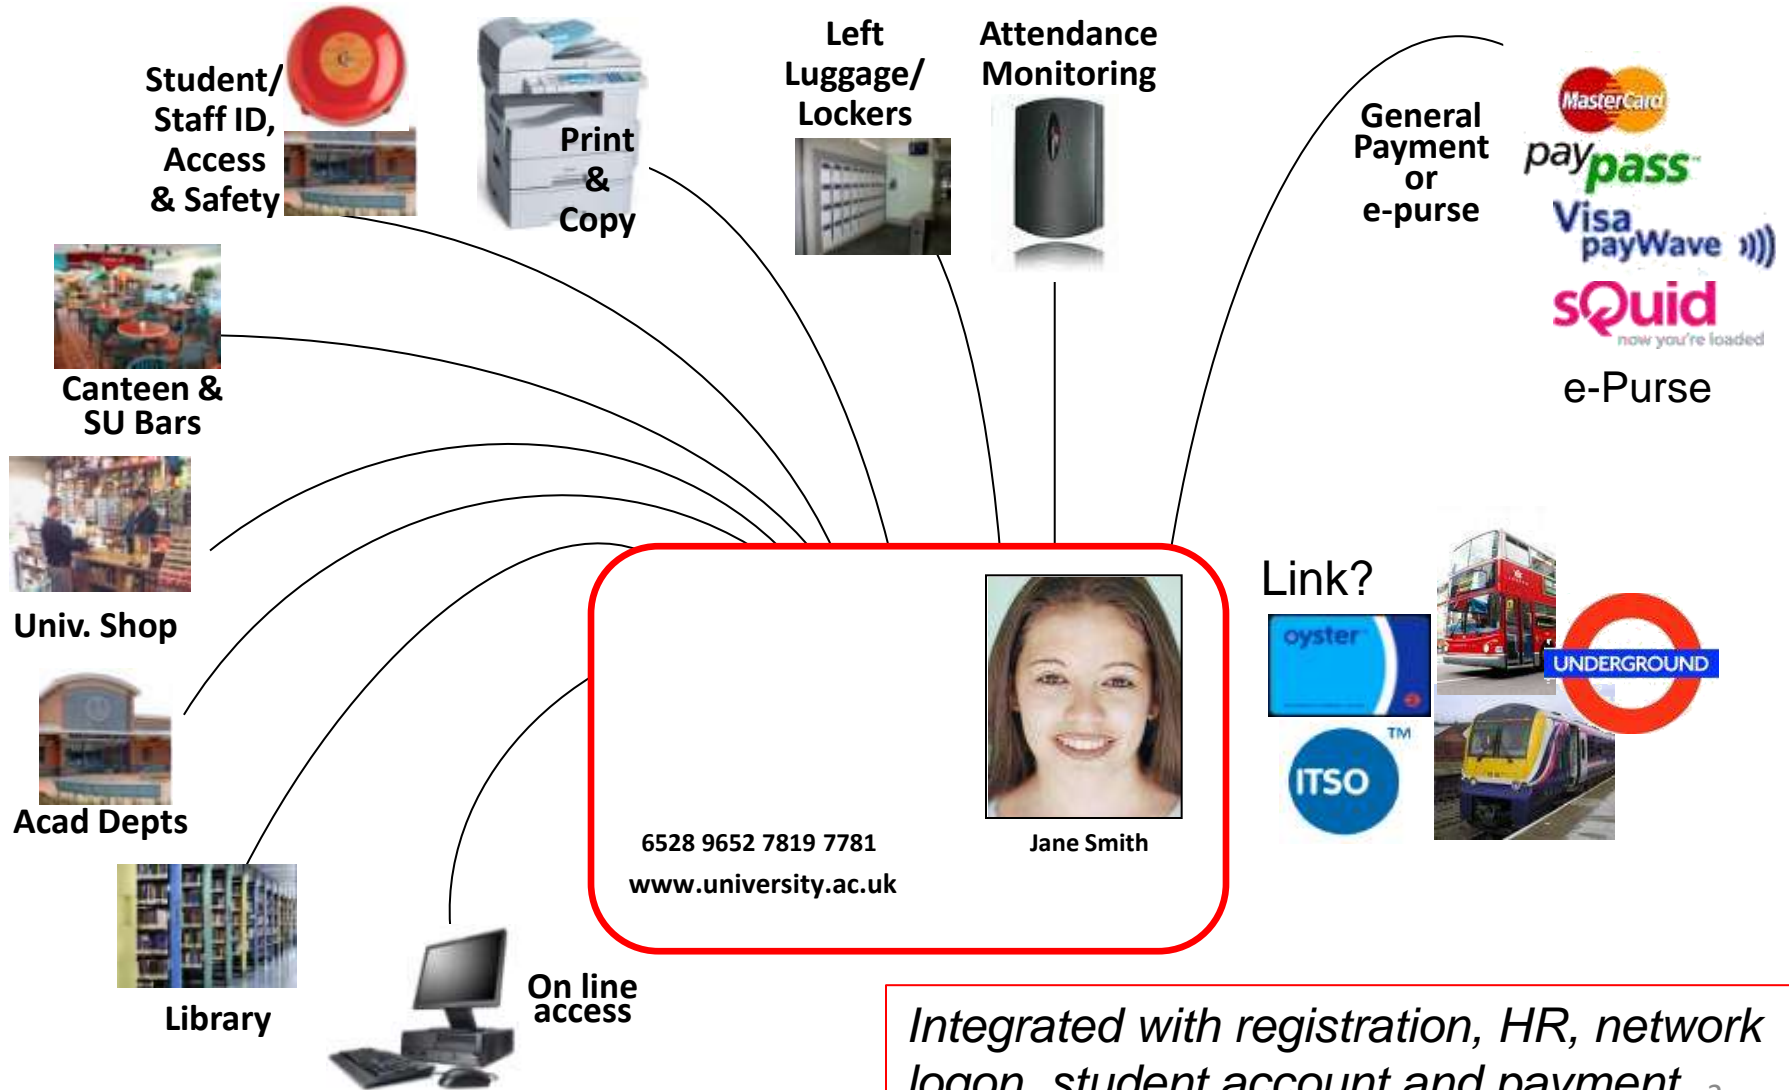 Student/
Staff ID,
Access
& Safety
Print
&
Copy
Left
Luggage/
Lockers
Attendance
Monitoring
General
Payment
or
e-purse
MasterCard
paypass
Visa
payWave
sQuid
now you're loaded
e-Purse
Canteen &
SU Bars
Univ. Shop
Acad Depts
Library
On line
access
6528 9652 7819 7781
www.university.ac.uk
Jane Smith
Link?
oyster
UNDERGROUND
ITSO
TM
Integrated with registration, HR, network
logon, student account and payment